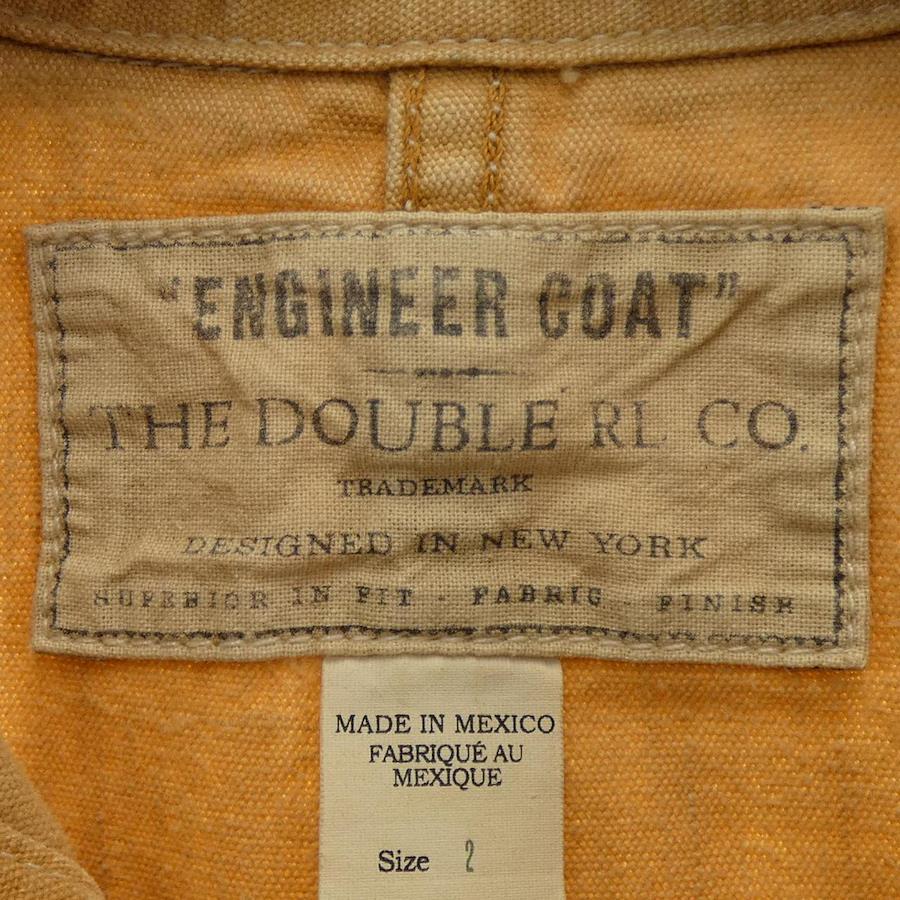 "ENGINEER COAT"
THE DOUBLE RL CO.
TRADEMARK
DESIGNED IN NEW YORK
SUPERIOR IN FIT - FABRIC - FINISH
MADE IN MEXICO
FABRIQUÉ AU
MEXIQUE
Size 2